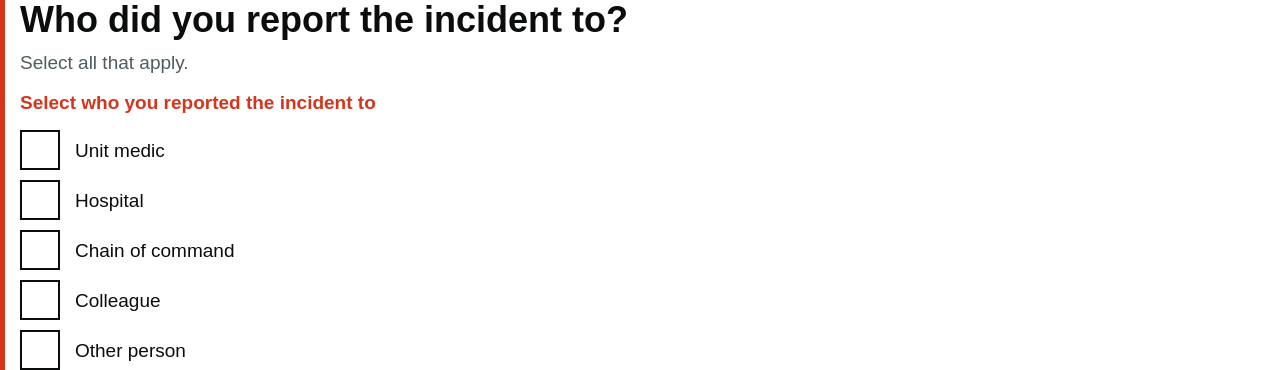 Who did you report the incident to?
Select all that apply.
Select who you reported the incident to
Unit medic
Hospital
Chain of command
Colleague
Other person